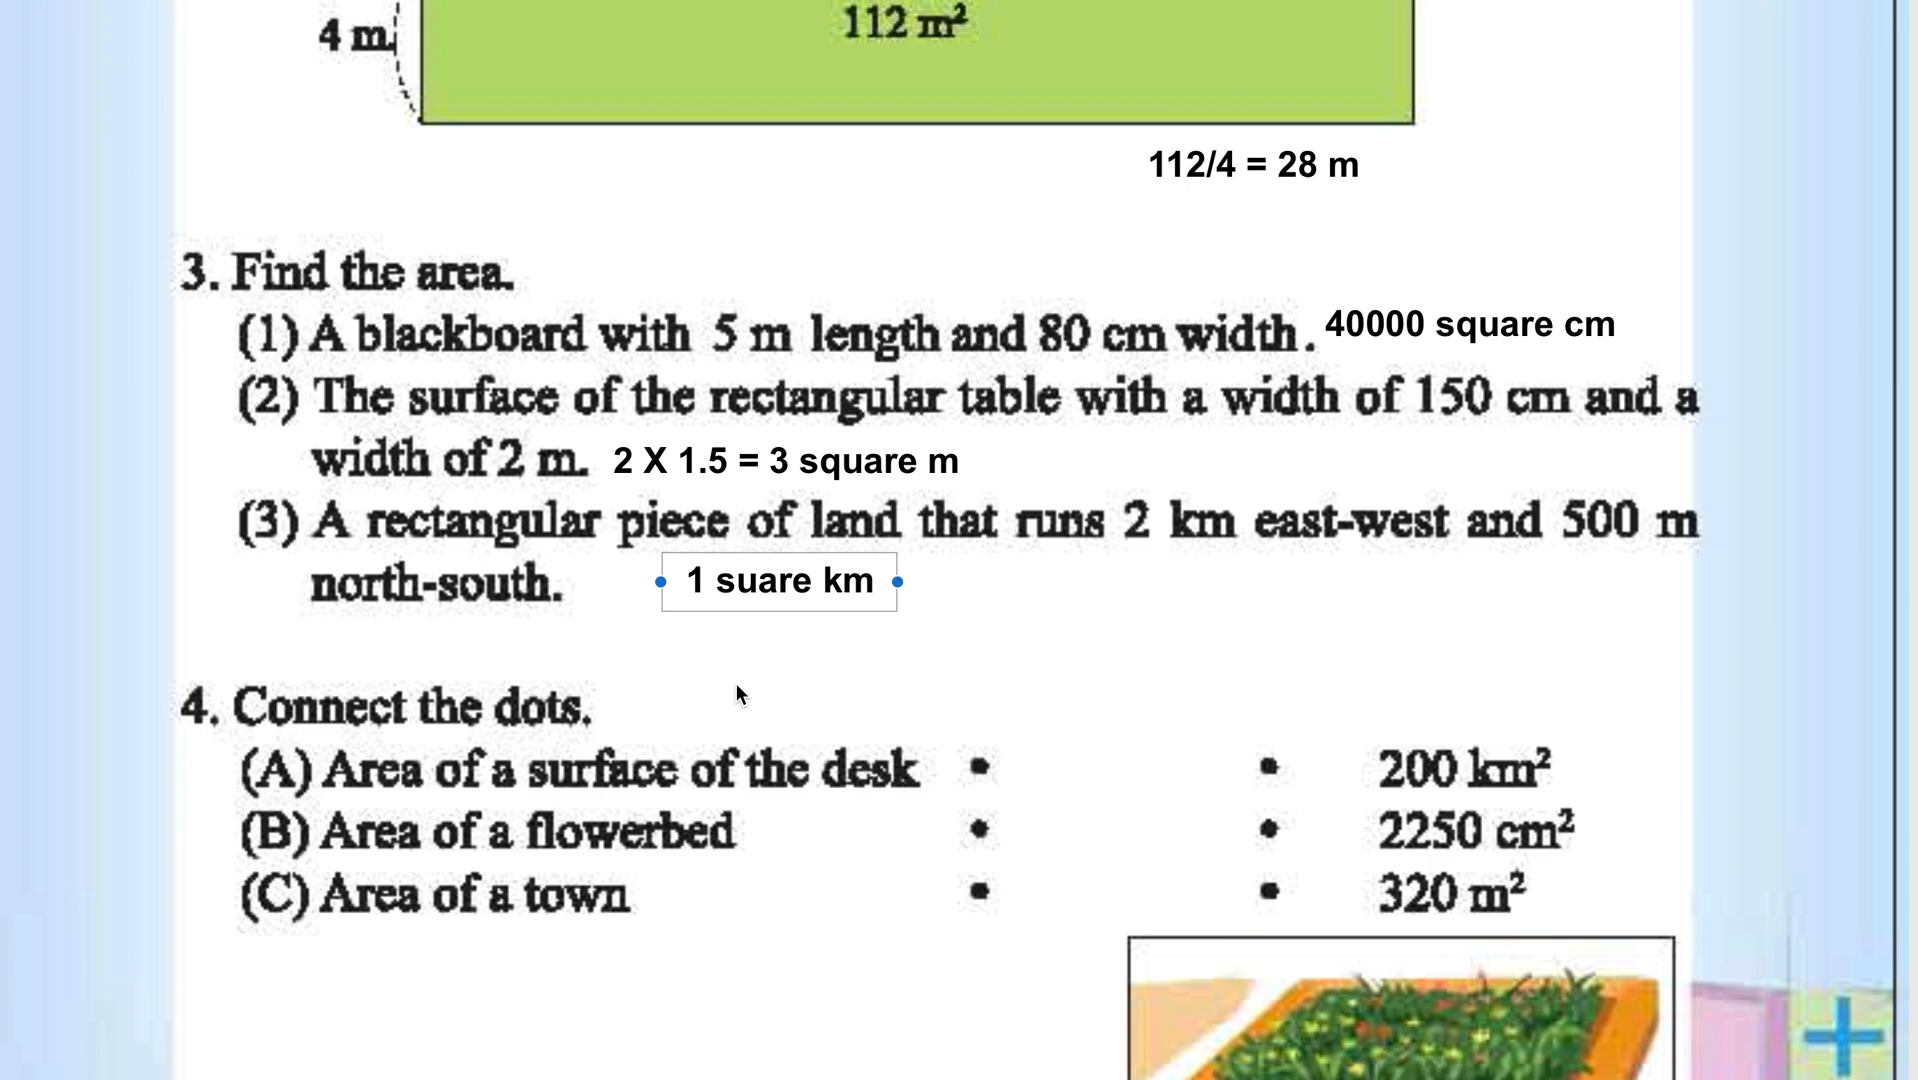 4 m.
112 m²
112/4 = 28 m
3. Find the area.
(1) A blackboard with 5 m length and 80 cm width. 40000 square cm
(2) The surface of the rectangular table with a width of 150 cm and a
width of 2 m. 2 X 1.5 = 3 square m
(3) A rectangular piece of land that runs 2 km east-west and 500 m
north-south. 1 suare km
4. Connect the dots.
(A) Area of a surface of the desk • • 200 km²
(B) Area of a flowerbed • • 2250 cm²
(C) Area of a town • • 320 m²